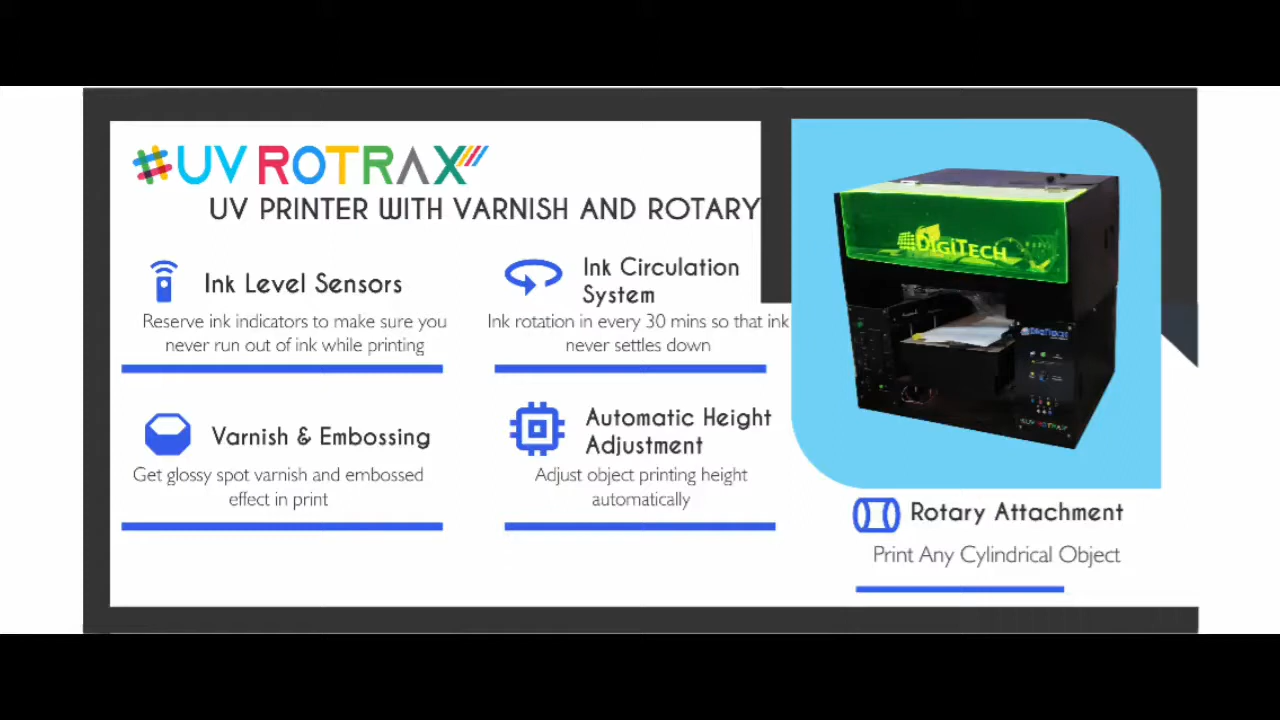 #UV ROTRAX
UV PRINTER WITH VARNISH AND ROTARY
Ink Level Sensors
Reserve ink indicators to make sure you
never run out of ink while printing
Ink Circulation
System
Ink rotation in every 30 mins so that ink
never settles down
Varnish & Embossing
Get glossy spot varnish and embossed
effect in print
Automatic Height
Adjustment
Adjust object printing height
automatically
DIGITECH
DIGITECH
UV ROTRAX
Rotary Attachment
Print Any Cylindrical Object